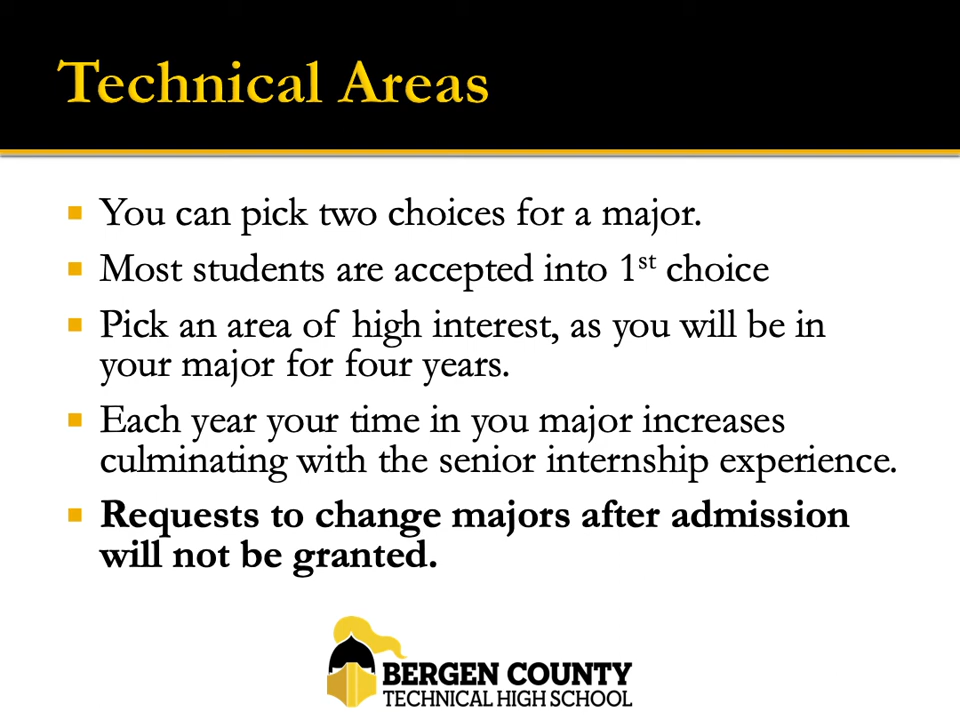 Technical Areas
You can pick two choices for a major.
Most students are accepted into 1st choice
Pick an area of high interest, as you will be in
your major for four years.
Each year your time in you major increases
culminating with the senior internship experience.
Requests to change majors after admission
will not be granted.
BERGEN COUNTY
TECHNICAL HIGH SCHOOL